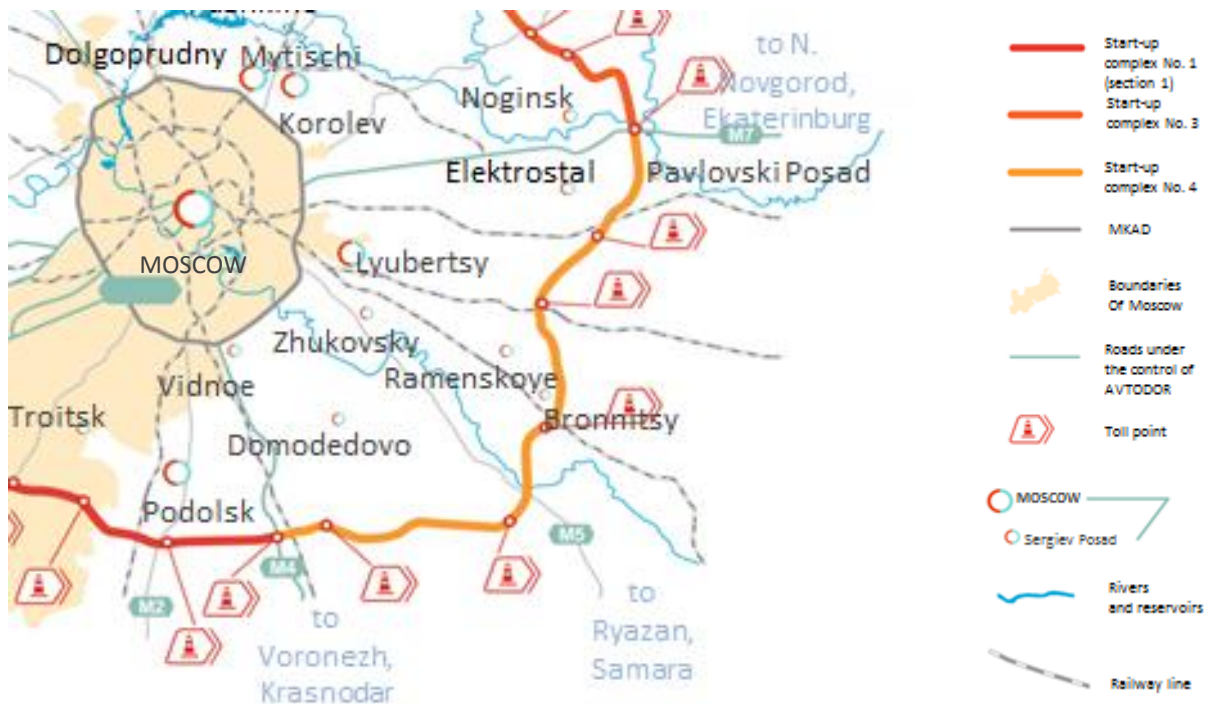 Dolgoprudny
Mytischi
Korolev
Noginsk
to N.
Novgorod,
Ekaterinburg
M7
Elektrostal
Pavlovski Posad
MOSCOW
Lyubertsy
Zhukovsky
Ramenskoye
Vidnoe
Bronnitsy
Troitsk
Domodedovo
Podolsk
M5
M4
M2
to
Voronezh,
Krasnodar
to
Ryazan,
Samara
Start-up
complex No. 1
(section 1)
Start-up
complex No. 3
Start-up
complex No. 4
MKAD
Boundaries
Of Moscow
Roads under
the control of
AVTODOR
Toll point
MOSCOW
Sergiev Posad
Rivers
and reservoirs
Railway line